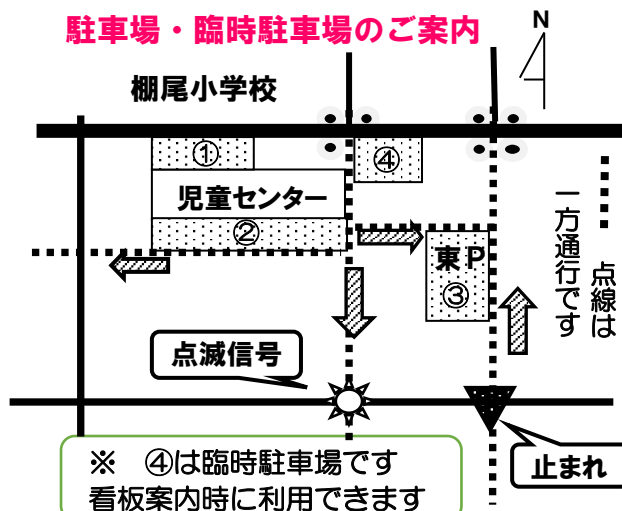 駐車場・臨時駐車場のご案内
N
棚尾小学校
①
④
児童センター
②
東P
③
点線は
一方通行です
点滅信号
止まれ
※ ④は臨時駐車場です
看板案内時に利用できます